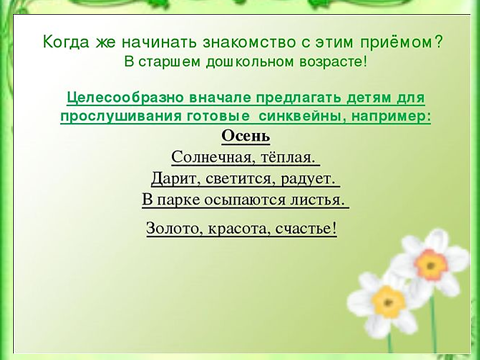 Когда же начинать знакомство с этим приёмом?
В старшем дошкольном возрасте!
Целесообразно вначале предлагать детям для
прослушивания готовые синквейны, например:
Осень
Солнечная, тёплая.
Дарит, светится, радует.
В парке осыпаются листья.
Золото, красота, счастье!